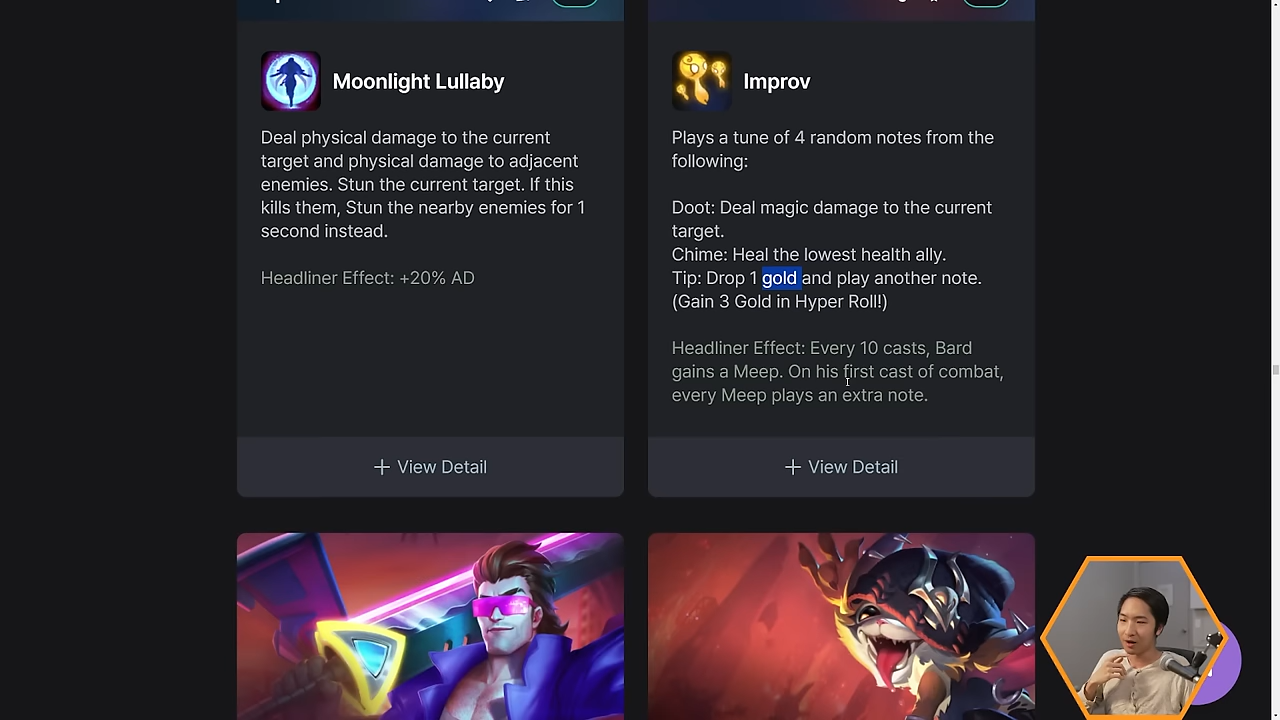 Moonlight Lullaby
Deal physical damage to the current
target and physical damage to adjacent
enemies. Stun the current target. If this
kills them, Stun the nearby enemies for 1
second instead.
Headliner Effect: +20% AD
+ View Detail
Improv
Plays a tune of 4 random notes from the
following:
Doot: Deal magic damage to the current
target.
Chime: Heal the lowest health ally.
Tip: Drop 1 gold and play another note.
(Gain 3 Gold in Hyper Roll!)
Headliner Effect: Every 10 casts, Bard
gains a Meep. On his first cast of combat,
every Meep plays an extra note.
+ View Detail